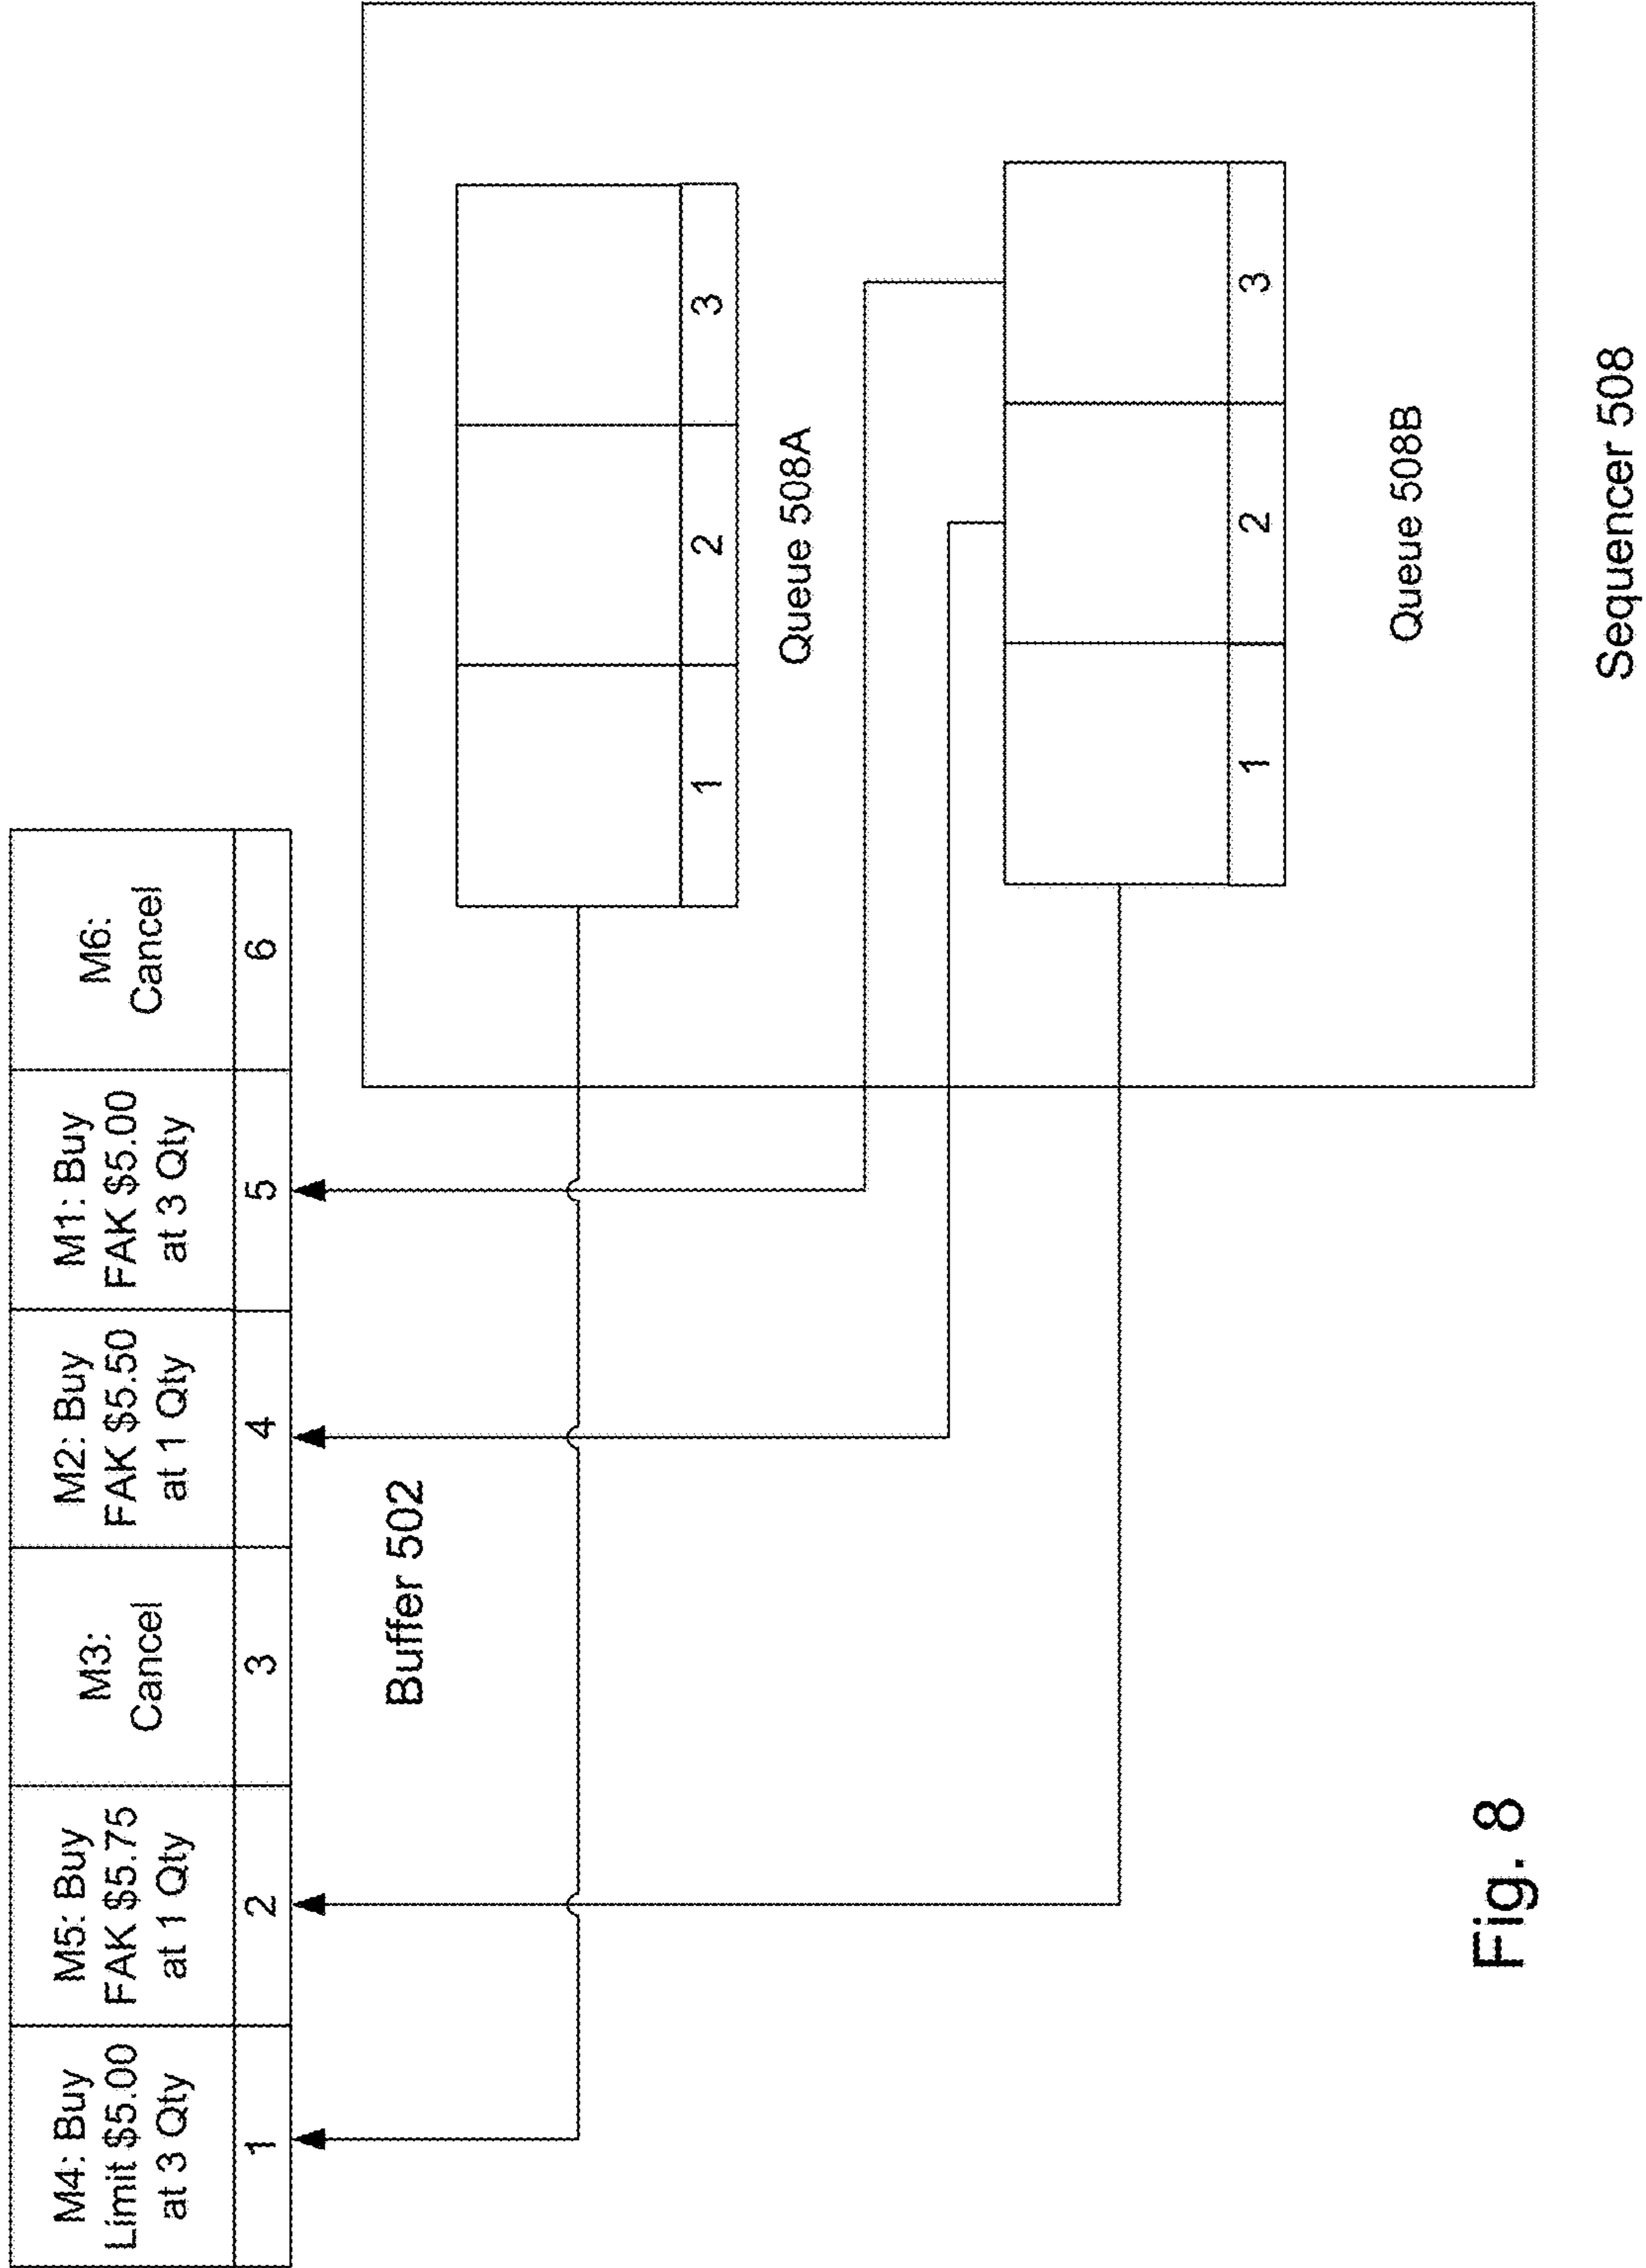 M4: Buy
Limit $5.00
at 3 Qty
M5: Buy
FAK $5.75
at 1 Qty
M3:
Cancel
M2: Buy
FAK $5.50
at 1 Qty
M1: Buy
FAK $5.00
at 3 Qty
M6:
Cancel
1
2
3
4
5
6
Buffer 502
1
2
3
Queue 508A
1
2
3
Queue 508B
Sequencer 508
Fig. 8